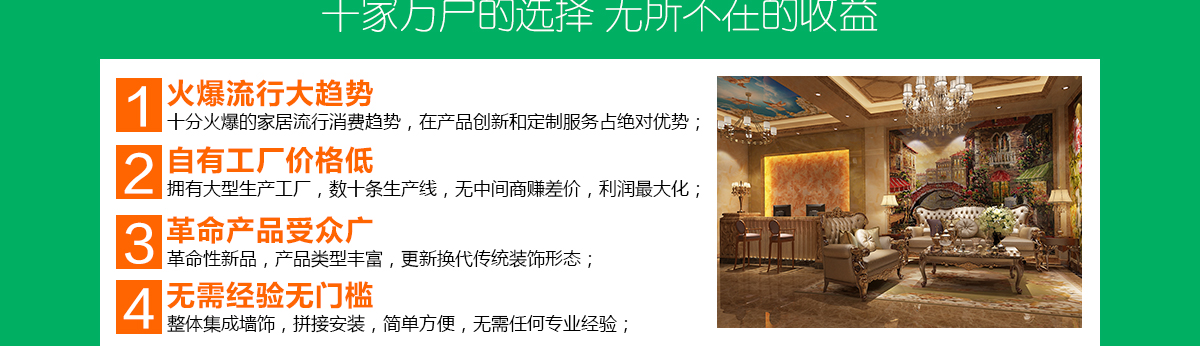 千家万户的选择 无所不在的收益
1 火爆流行大趋势
十分火爆的家居流行消费趋势，在产品创新和定制服务占绝对优势；
2 自有工厂价格低
拥有大型生产工厂，数十条生产线，无中间商赚差价，利润最大化；
3 革命产品受众广
革命性新品，产品类型丰富，更新换代传统装饰形态；
4 无需经验无门槛
整体集成墙饰，拼接安装，简单方便，无需任何专业经验；